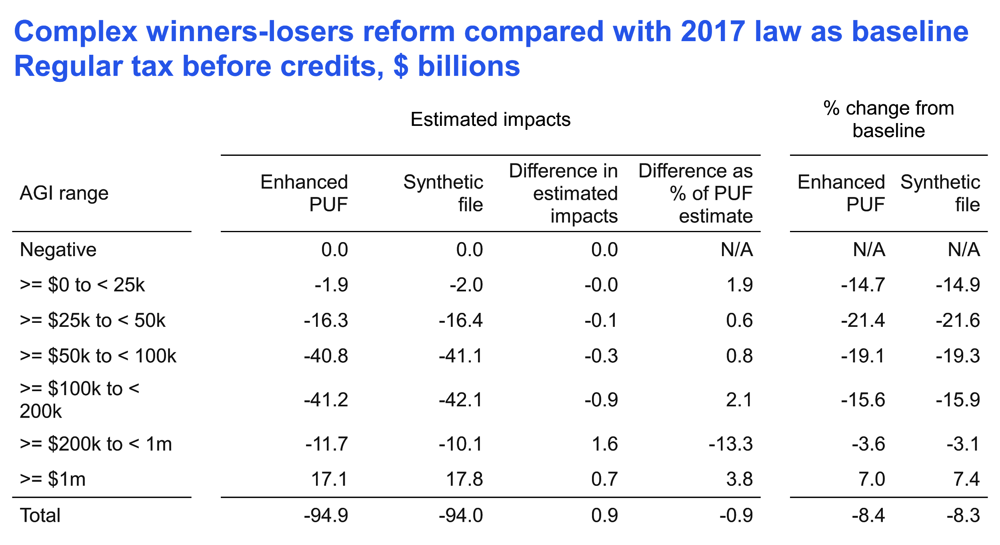 Complex winners-losers reform compared with 2017 law as baseline
Regular tax before credits, $ billions
Estimated impacts
% change from
baseline
AGI range
Enhanced
PUF
Synthetic
file
Difference in
estimated
impacts
Difference as
% of PUF
estimate
Enhanced
PUF
Synthetic
file
Negative 0.0 0.0 0.0 N/A N/A N/A
>= $0 to < 25k -1.9 -2.0 -0.0 1.9 -14.7 -14.9
>= $25k to < 50k -16.3 -16.4 -0.1 0.6 -21.4 -21.6
>= $50k to < 100k -40.8 -41.1 -0.3 0.8 -19.1 -19.3
>= $100k to <
200k
-41.2 -42.1 -0.9 2.1 -15.6 -15.9
>= $200k to < 1m -11.7 -10.1 1.6 -13.3 -3.6 -3.1
>= $1m 17.1 17.8 0.7 3.8 7.0 7.4
Total -94.9 -94.0 0.9 -0.9 -8.4 -8.3